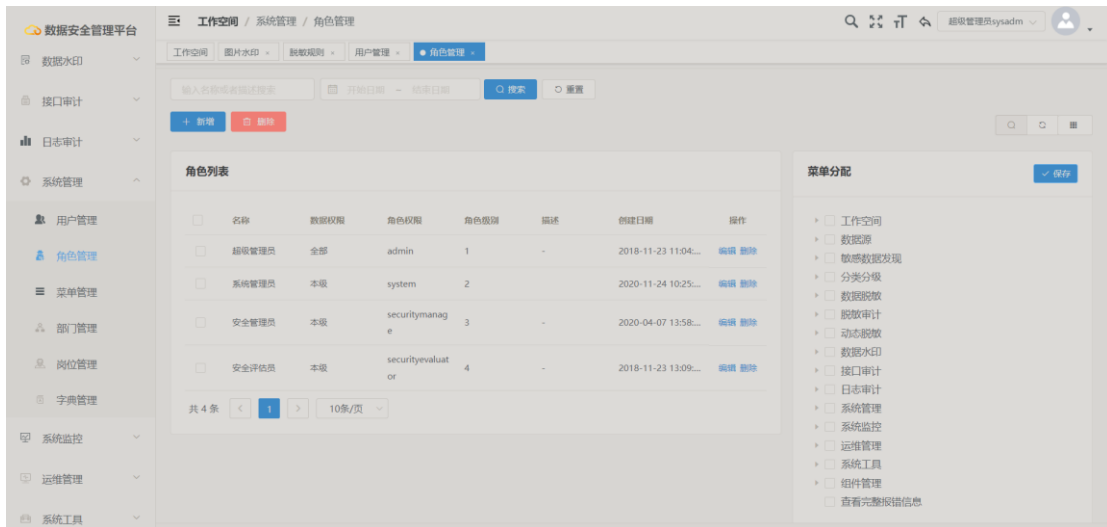 数据安全管理平台
工作空间 / 系统管理 / 角色管理
超级管理员sysadm
工作空间 图片水印 × 脱敏规则 × 用户管理 × 角色管理 ×
数据水印
接口审计
日志审计
系统管理
用户管理
角色管理
菜单管理
部门管理
岗位管理
字典管理
系统监控
运维管理
系统工具
输入名称或者描述搜索 开始日期 - 结束日期 搜索 重置
+ 新增 删除
角色列表
名称 数据权限 角色权限 角色级别 描述 创建日期 操作
超级管理员 全部 admin 1 - 2018-11-23 11:04:... 编辑 删除
系统管理员 本级 system 2 2020-11-24 10:25:... 编辑 删除
安全管理员 本级 securitymanag
e 3 - 2020-04-07 13:58:... 编辑 删除
安全评估员 本级 securityevaluat
or 4 - 2018-11-23 13:09:... 编辑 删除
共 4 条 < 1 > 10条/页
菜单分配 保存
工作空间
数据源
敏感数据发现
分类分级
数据脱敏
脱敏审计
动态脱敏
数据水印
接口审计
日志审计
系统管理
系统监控
运维管理
系统工具
组件管理
查看完整报错信息